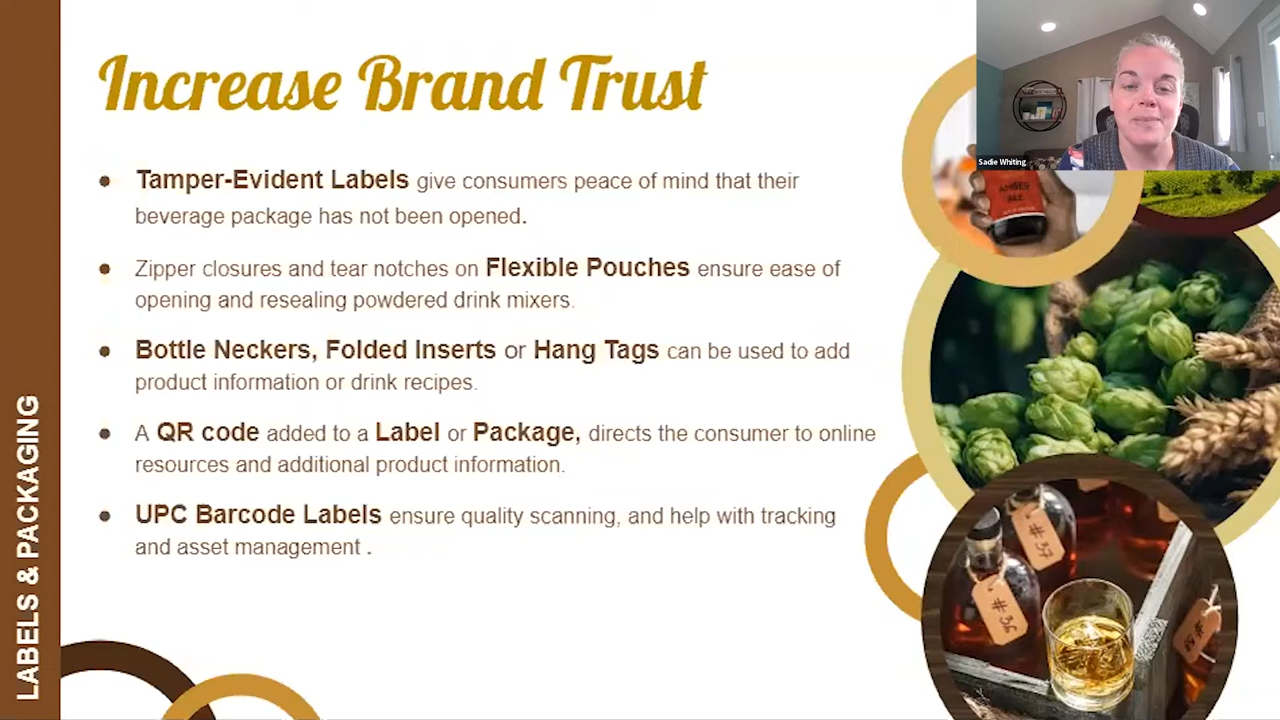 Increase Brand Trust
Sadie Whiting
• Tamper-Evident Labels give consumers peace of mind that their
beverage package has not been opened.
• Zipper closures and tear notches on Flexible Pouches ensure ease of
opening and resealing powdered drink mixers.
• Bottle Neckers, Folded Inserts or Hang Tags can be used to add
product information or drink recipes.
• A QR code added to a Label or Package, directs the consumer to online
resources and additional product information.
• UPC Barcode Labels ensure quality scanning, and help with tracking
and asset management .
LABELS & PACKAGING
AMBER
ALE
#37
#36